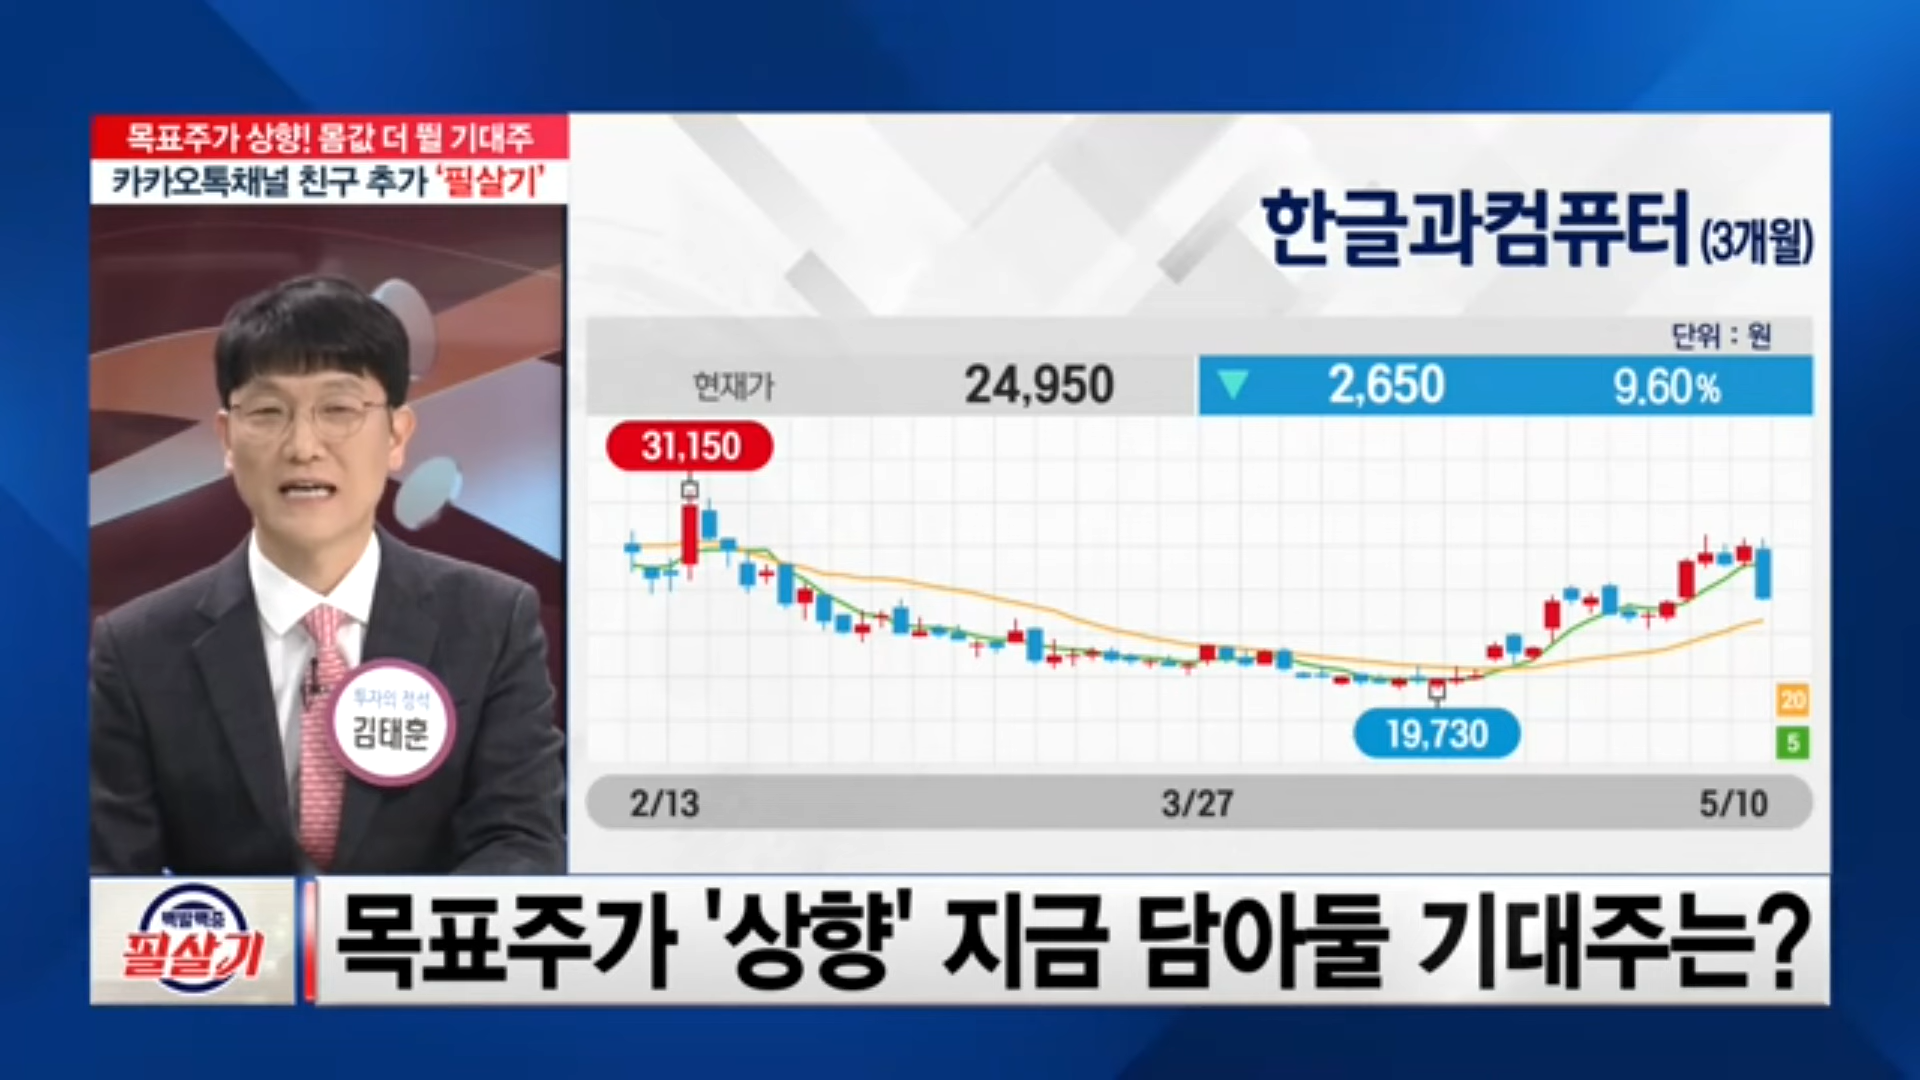 목표주가 상향! 몸값 더 뛸 기대주
카카오톡채널 친구 추가 '필살기'
한글과컴퓨터 (3개월)
단위 : 원
현재가 24,950 ▼ 2,650 9.60%
31,150
19,730
20
5
2/13 3/27 5/10
투자의 정석
김태훈
백발백중
필살기
목표주가 '상향' 지금 담아둘 기대주는?